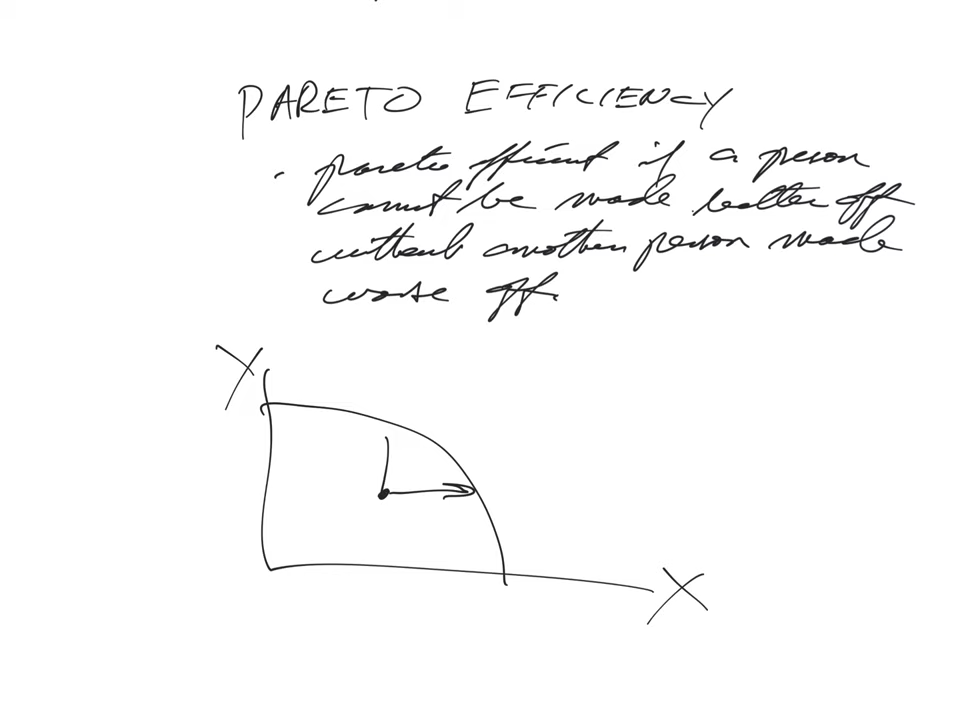 PARETO EFFICIENCY
· pareto efficient if a person
cannot be made better off
without another person made
worse off.
Y
X